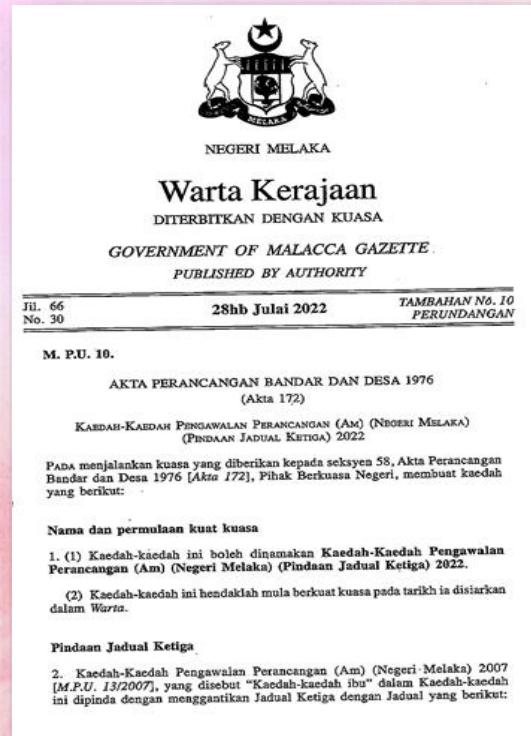 MELAKA
NEGERI MELAKA
Warta Kerajaan
DITERBITKAN DENGAN KUASA
GOVERNMENT OF MALACCA GAZETTE
PUBLISHED BY AUTHORITY
Jil. 66
No. 30
28hb Julai 2022
TAMBAHAN No. 10
PERUNDANGAN
M. P.U. 10.
AKTA PERANCANGAN BANDAR DAN DESA 1976
(Akta 172)
KAEDAH-KAEDAH PENGAWALAN PERANCANGAN (AM) (NEGERI MELAKA)
(PINDAAN JADUAL KETIGA) 2022
PADA menjalankan kuasa yang diberikan kepada seksyen 58, Akta Perancangan
Bandar dan Desa 1976 [Akta 172], Pihak Berkuasa Negeri, membuat kaedah
yang berikut:
Nama dan permulaan kuat kuasa
1. (1) Kaedah-kaedah ini boleh dinamakan Kaedah-Kaedah Pengawalan
Perancangan (Am) (Negeri Melaka) (Pindaan Jadual Ketiga) 2022.
(2) Kaedah-kaedah ini hendaklah mula berkuat kuasa pada tarikh ia disiarkan
dalam Warta.
Pindaan Jadual Ketiga
2. Kaedah-Kaedah Pengawalan Perancangan (Am) (Negeri Melaka) 2007
[M.P.U. 13/2007], yang disebut "Kaedah-kaedah ibu" dalam Kaedah-kaedah
ini dipinda dengan menggantikan Jadual Ketiga dengan Jadual yang berikut: